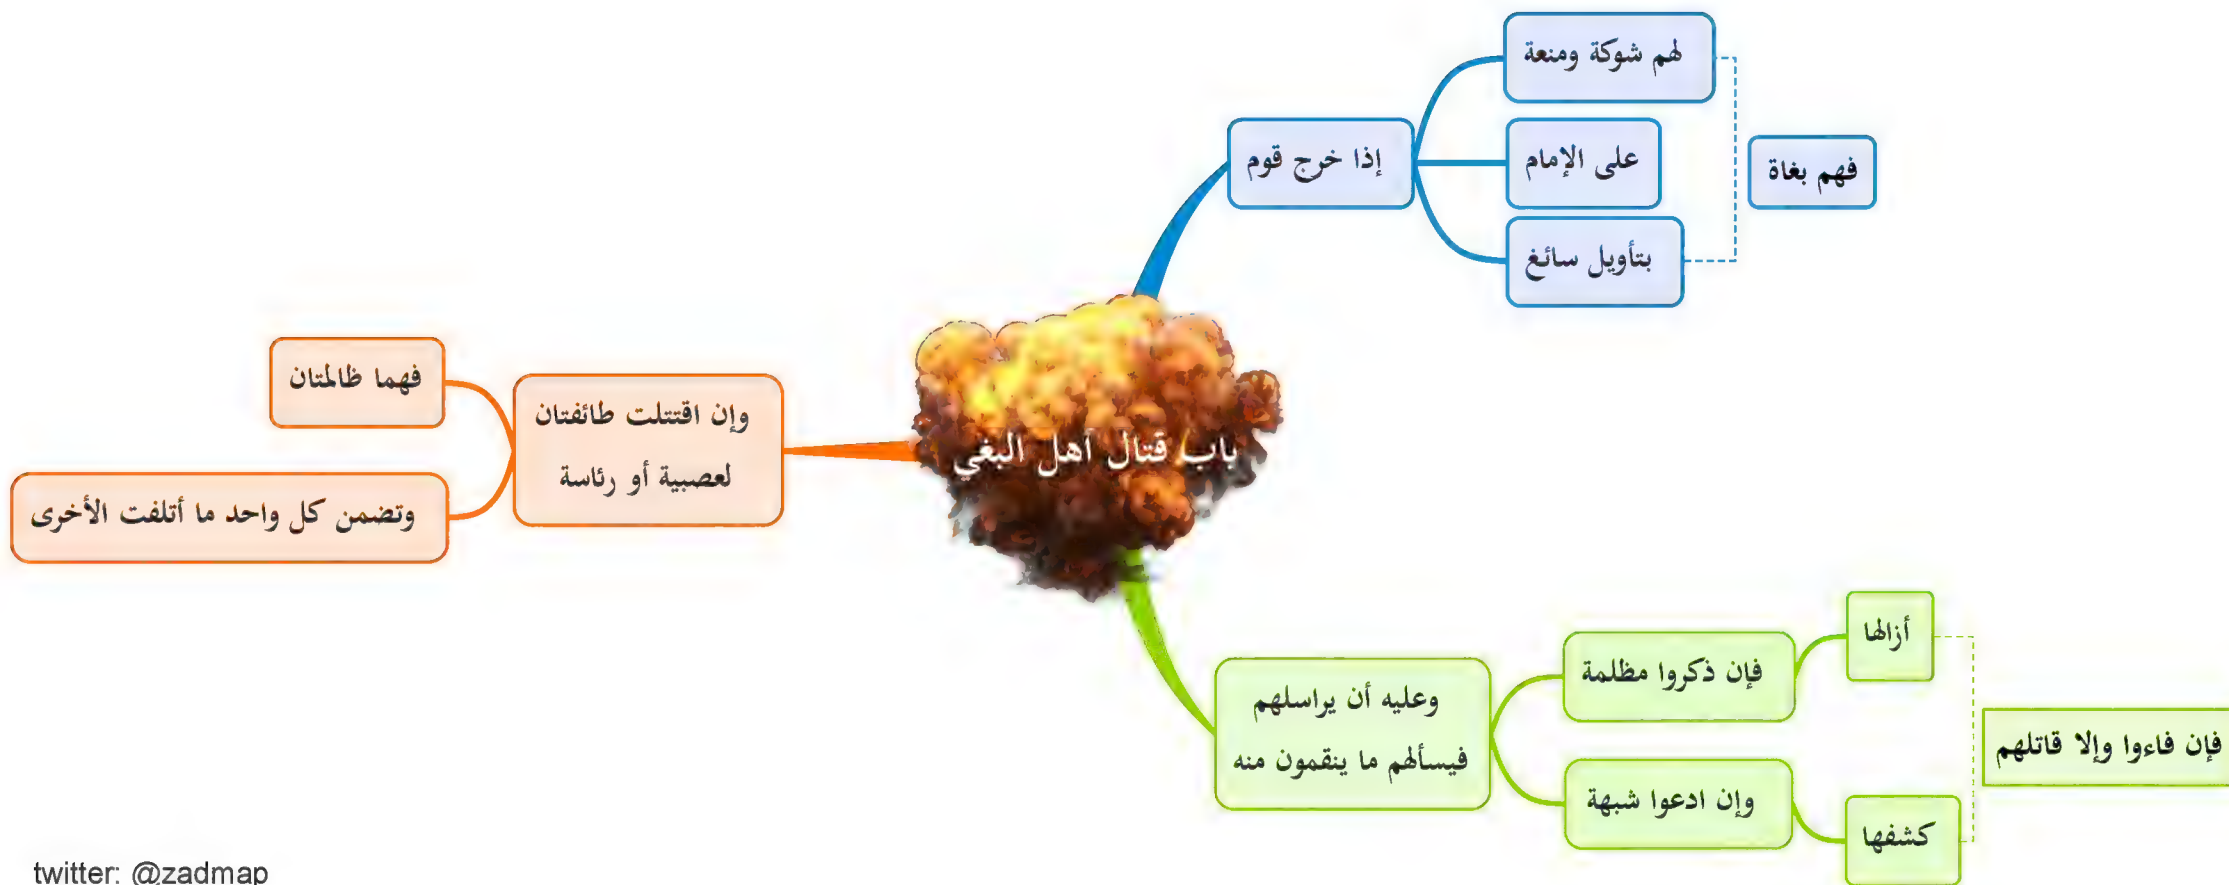 باب قتال أهل البغي
إذا خرج قوم
لهم شوكة ومنعة
على الإمام
بتأويل سائغ
فهم بغاة
وعليه أن يراسلهم
فيسألهم ما ينقمون منه
فإن ذكروا مظلمة
أزالها
وإن ادعوا شبهة
كشفها
فإن فاءوا وإلا قاتلهم
وإن اقتتلت طائفتان
لعصبية أو رئاسة
فهما ظالمتان
وتضمن كل واحد ما أتلفت الأخرى
twitter: @zadmap